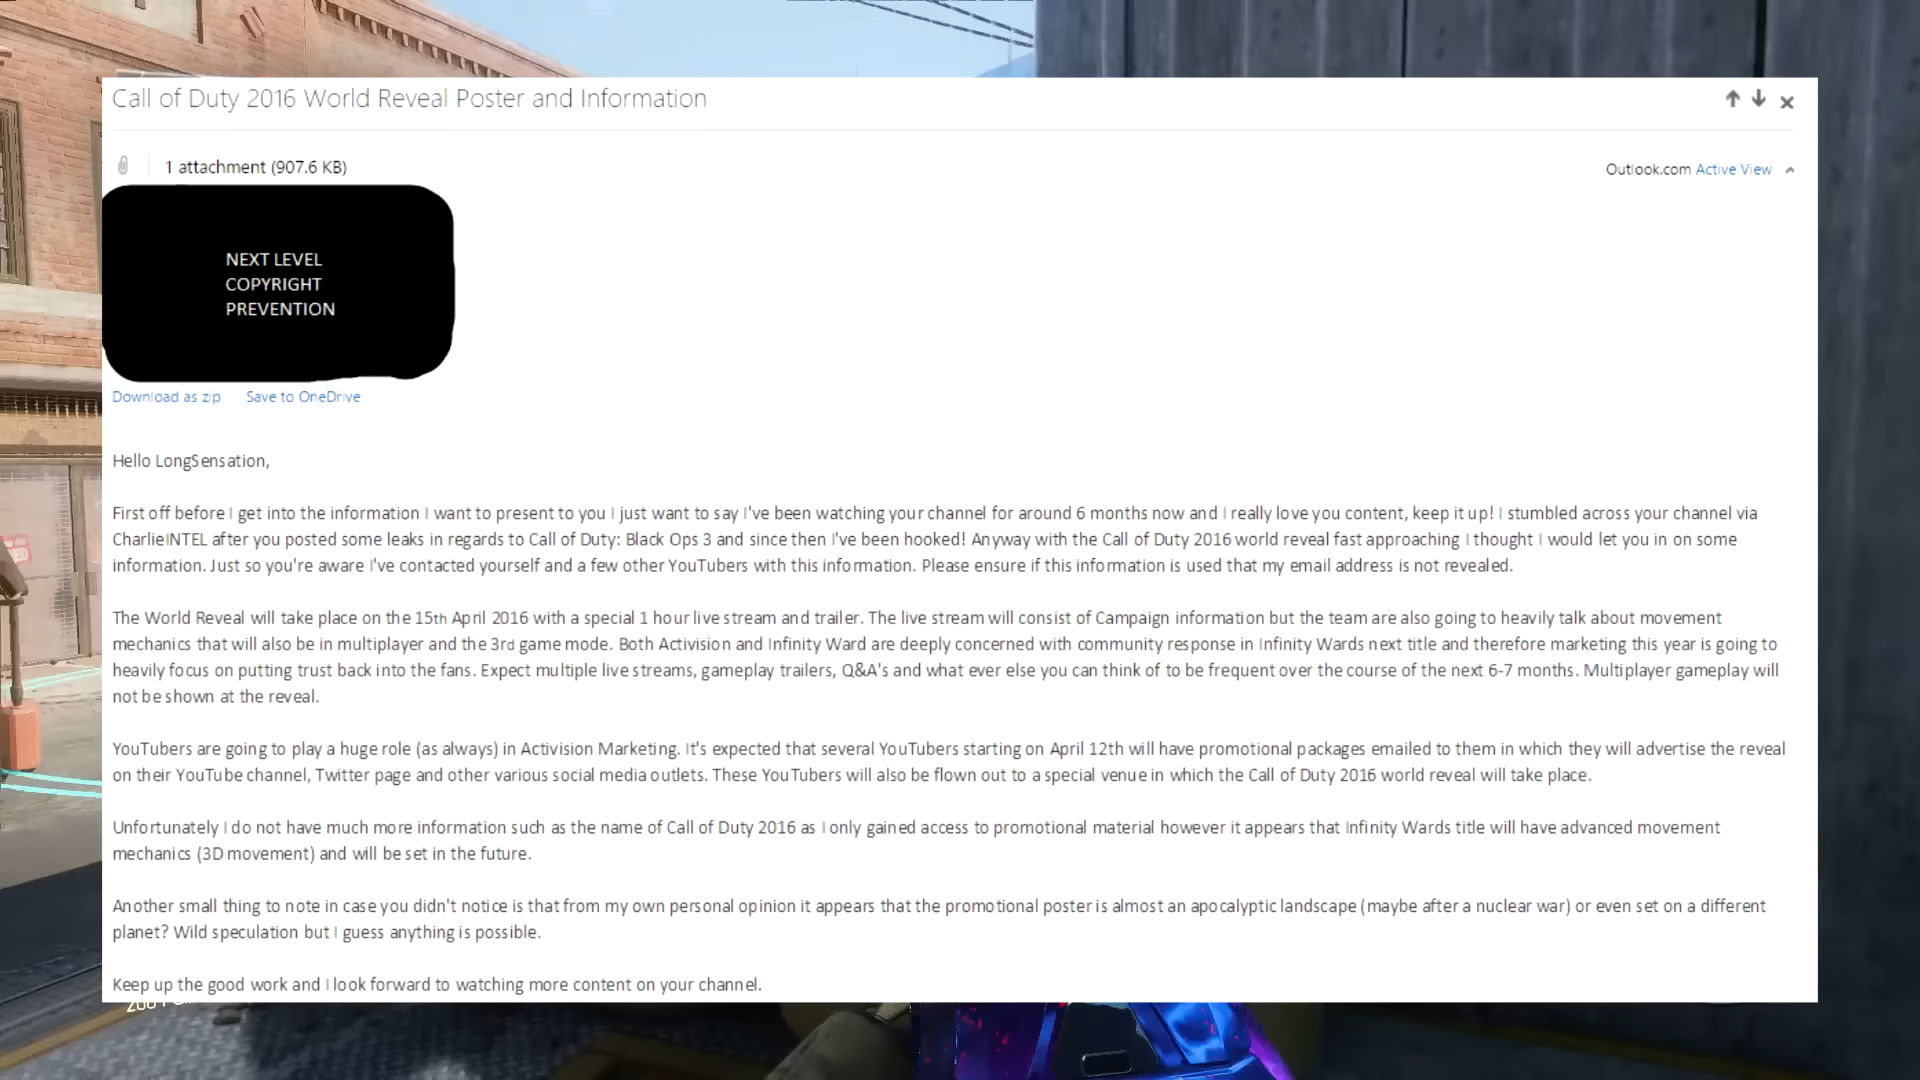 Call of Duty 2016 World Reveal Poster and Information
1 attachment (907.6 KB)
Outlook.com Active View
NEXT LEVEL
COPYRIGHT
PREVENTION
Download as zip Save to OneDrive
Hello LongSensation,
First off before I get into the information I want to present to you I just want to say I've been watching your channel for around 6 months now and I really love you content, keep it up! I stumbled across your channel via
CharlieINTEL after you posted some leaks in regards to Call of Duty: Black Ops 3 and since then I've been hooked! Anyway with the Call of Duty 2016 world reveal fast approaching I thought I would let you in on some
information. Just so you're aware I've contacted yourself and a few other YouTubers with this information. Please ensure if this information is used that my email address is not revealed.
The World Reveal will take place on the 15th April 2016 with a special 1 hour live stream and trailer. The live stream will consist of Campaign information but the team are also going to heavily talk about movement
mechanics that will also be in multiplayer and the 3rd game mode. Both Activision and Infinity Ward are deeply concerned with community response in Infinity Wards next title and therefore marketing this year is going to
heavily focus on putting trust back into the fans. Expect multiple live streams, gameplay trailers, Q&A's and what ever else you can think of to be frequent over the course of the next 6-7 months. Multiplayer gameplay will
not be shown at the reveal.
YouTubers are going to play a huge role (as always) in Activision Marketing. It's expected that several YouTubers starting on April 12th will have promotional packages emailed to them in which they will advertise the reveal
on their YouTube channel, Twitter page and other various social media outlets. These YouTubers will also be flown out to a special venue in which the Call of Duty 2016 world reveal will take place.
Unfortunately I do not have much more information such as the name of Call of Duty 2016 as I only gained access to promotional material however it appears that Infinity Wards title will have advanced movement
mechanics (3D movement) and will be set in the future.
Another small thing to note in case you didn't notice is that from my own personal opinion it appears that the promotional poster is almost an apocalyptic landscape (maybe after a nuclear war) or even set on a different
planet? Wild speculation but I guess anything is possible.
Keep up the good work and I look forward to watching more content on your channel.